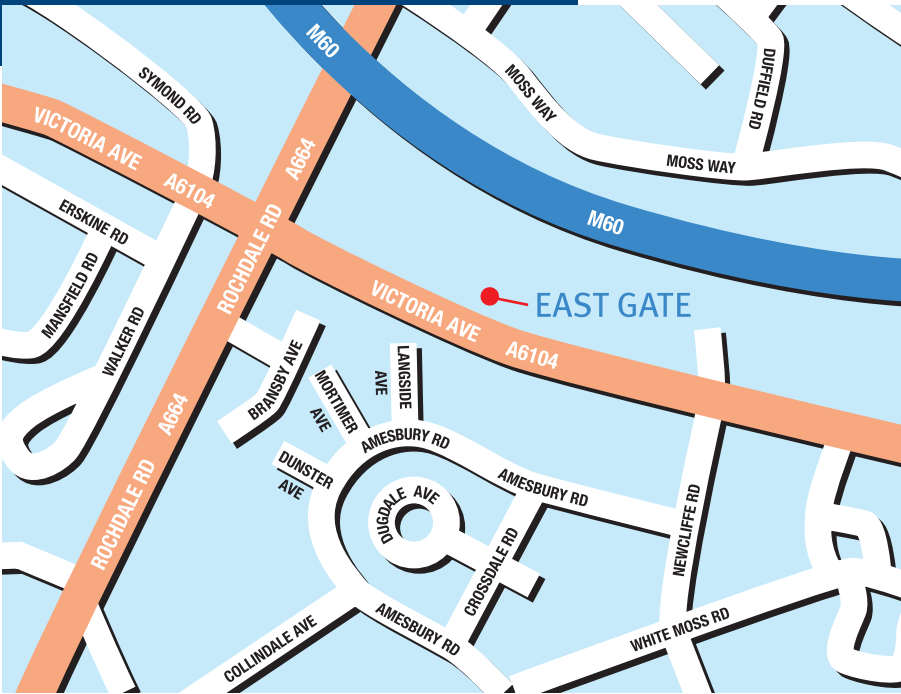 M60
SYMOND RD
MOSS WAY
DUFFIELD RD
VICTORIA AVE
A6104
A664
MOSS WAY
ERSKINE RD
M60
ROCHDALE RD
MANSFIELD RD
VICTORIA AVE
EAST GATE
WALKER RD
A6104
BRANSBY AVE
LANGSIDE
AVE
MORTIMER
AVE
A664
AMESBURY RD
DUNSTER
AVE
AMESBURY RD
DUGDALE AVE
ROCHDALE RD
NEWCLIFFE RD
CROSSDALE RD
AMESBURY RD
WHITE MOSS RD
COLLINDALE AVE